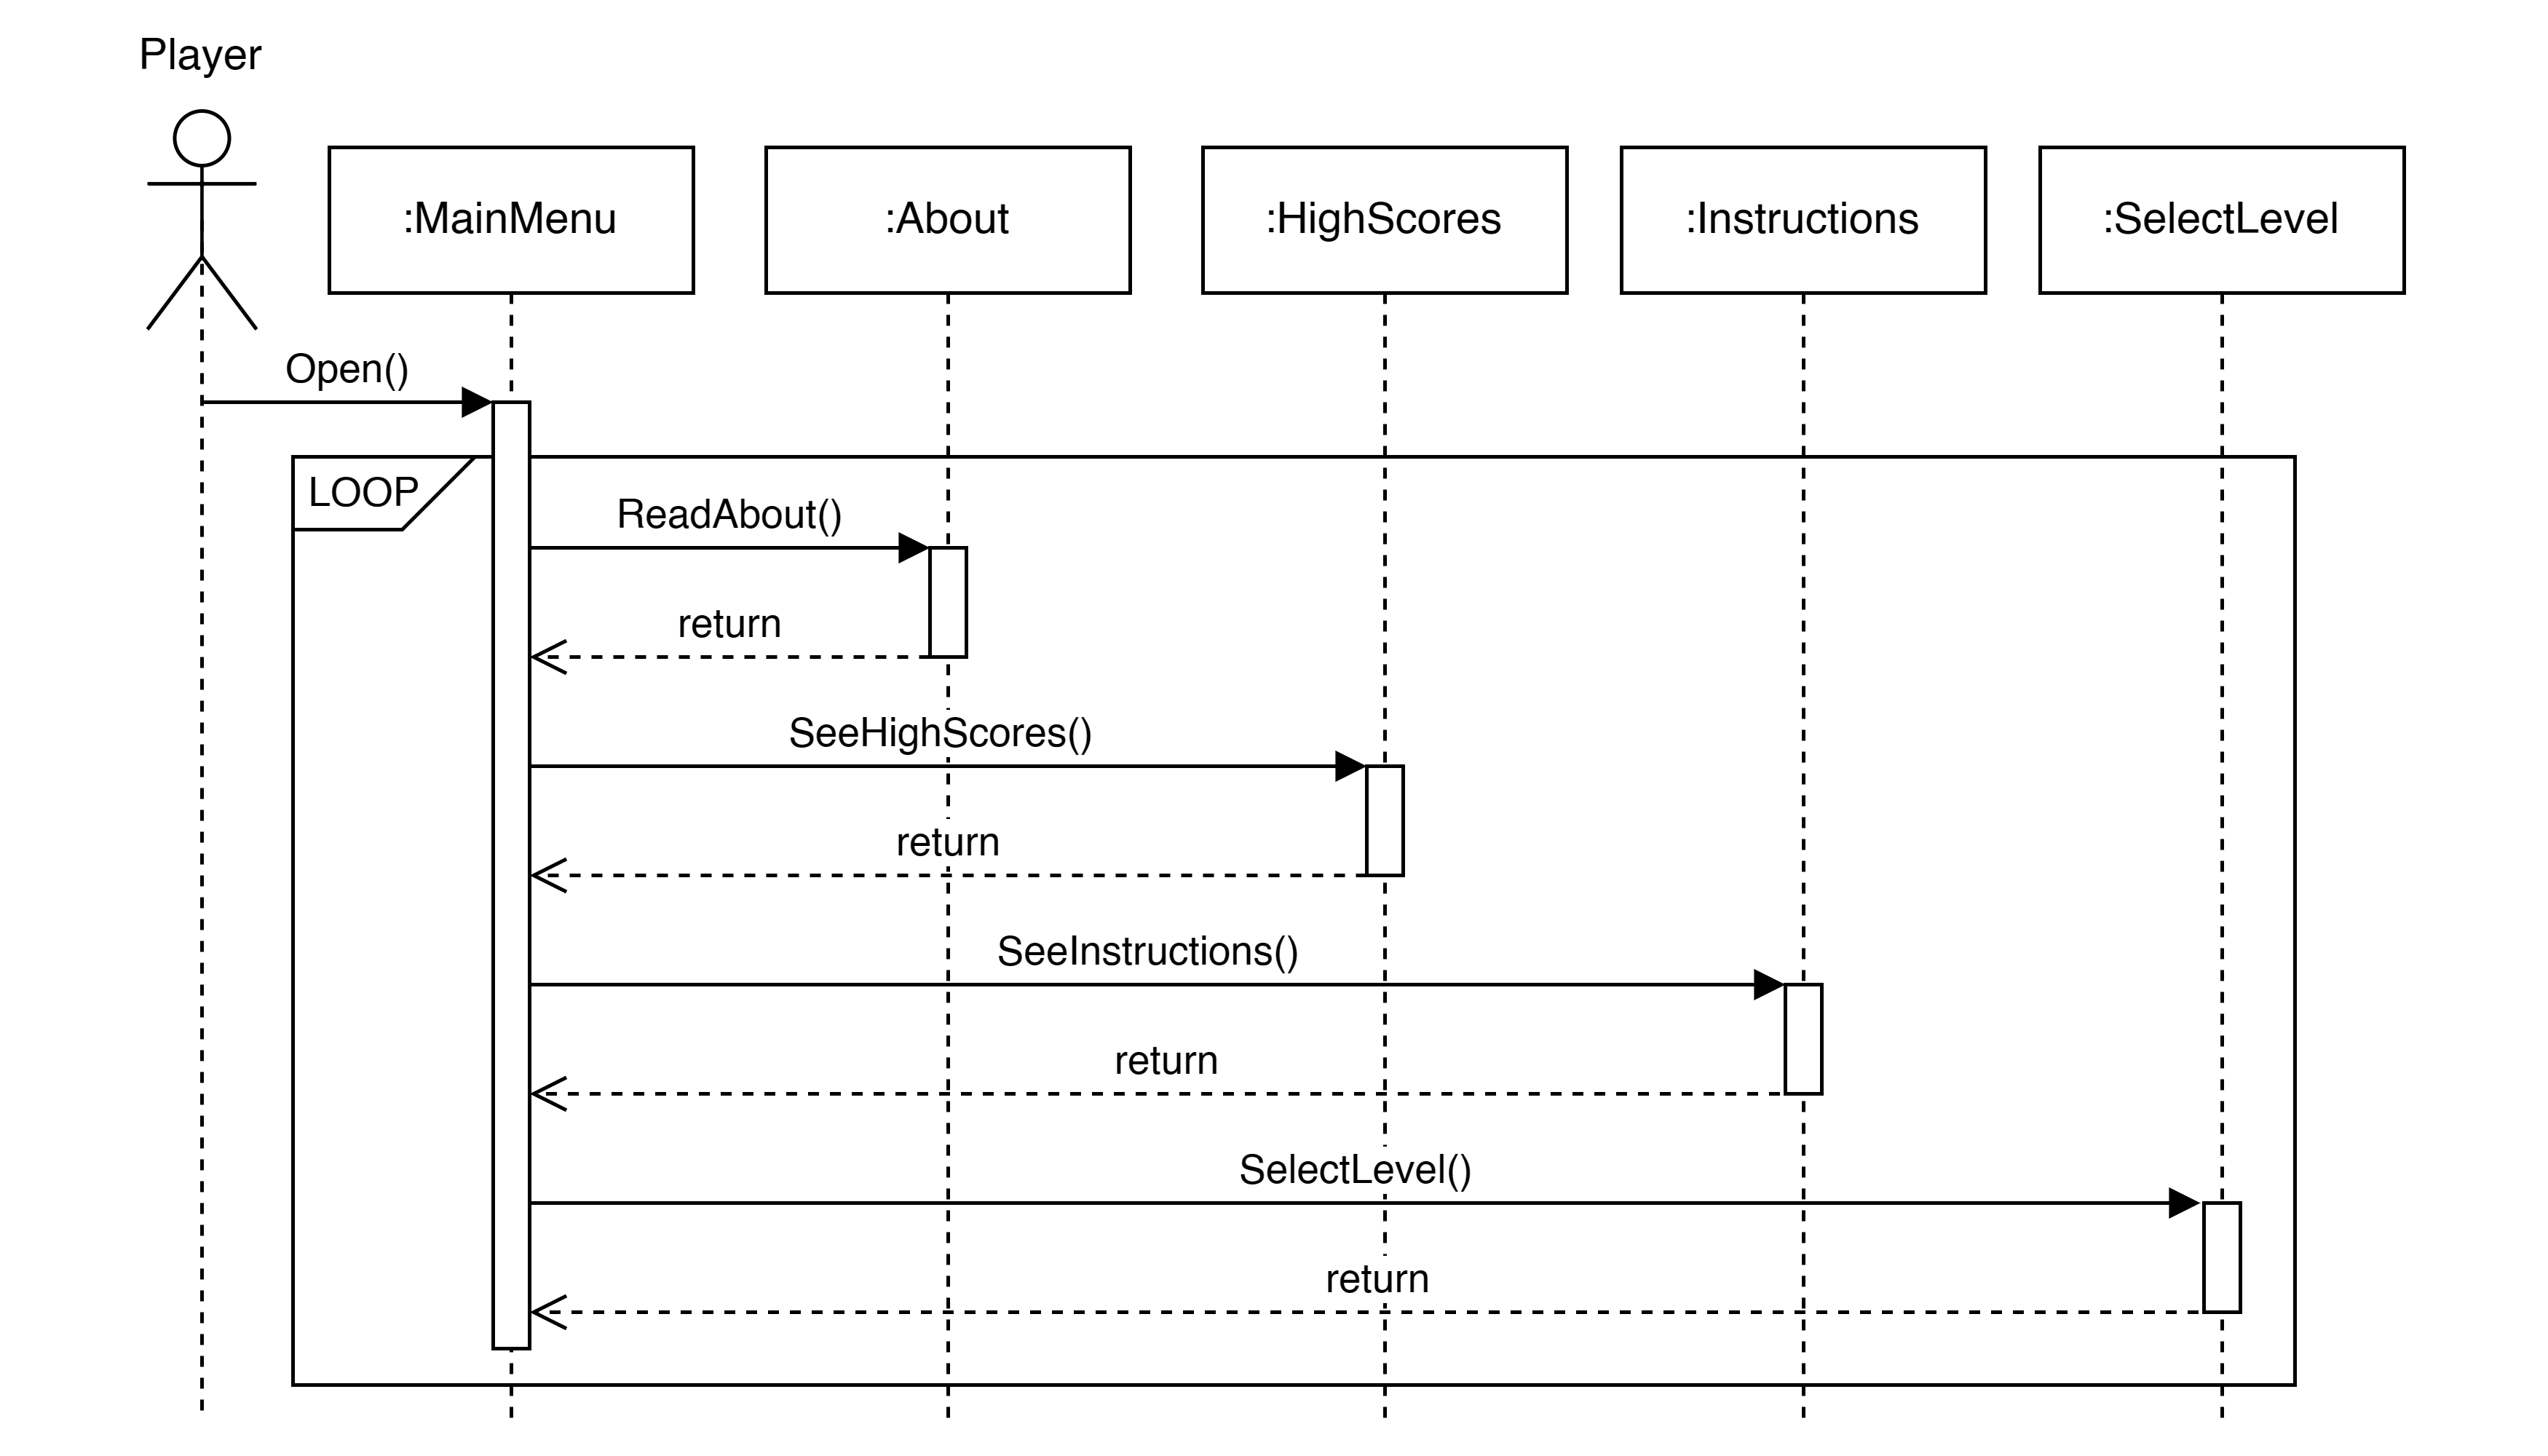 Player
:MainMenu
:About
:HighScores
:Instructions
:SelectLevel
Open()
LOOP
ReadAbout()
return
SeeHighScores()
return
SeeInstructions()
return
SelectLevel()
return